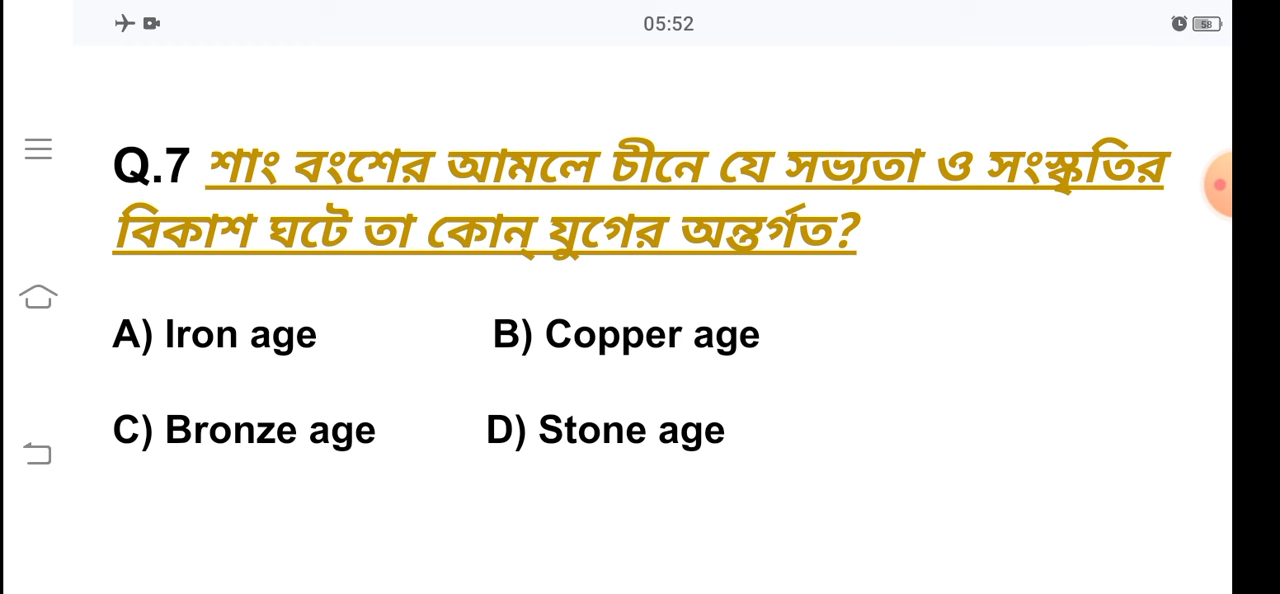 05:52
58
Q.7 শাং বংশের আমলে চীনে যে সভ্যতা ও সংস্কৃতির
বিকাশ ঘটে তা কোন্ যুগের অন্তর্গত?
A) Iron age B) Copper age
C) Bronze age D) Stone age